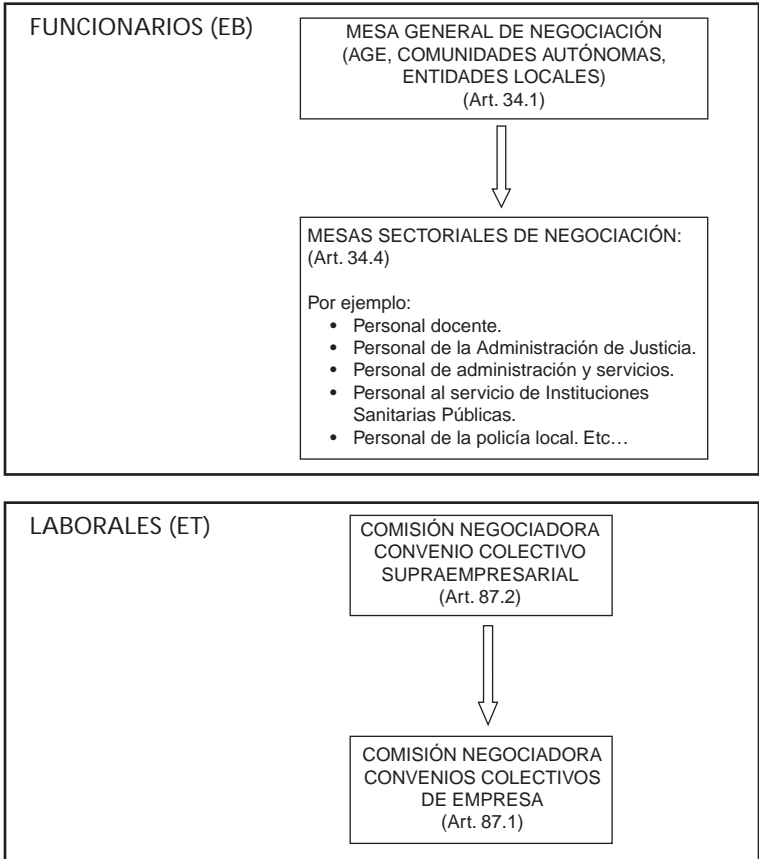 FUNCIONARIOS (EB)
MESA GENERAL DE NEGOCIACIÓN
(AGE, COMUNIDADES AUTÓNOMAS,
ENTIDADES LOCALES)
(Art. 34.1)
MESAS SECTORIALES DE NEGOCIACIÓN:
(Art. 34.4)
Por ejemplo:
• Personal docente.
• Personal de la Administración de Justicia.
• Personal de administración y servicios.
• Personal al servicio de Instituciones
Sanitarias Públicas.
• Personal de la policía local. Etc…
LABORALES (ET)
COMISIÓN NEGOCIADORA
CONVENIO COLECTIVO
SUPRAEMPRESARIAL
(Art. 87.2)
COMISIÓN NEGOCIADORA
CONVENIOS COLECTIVOS
DE EMPRESA
(Art. 87.1)